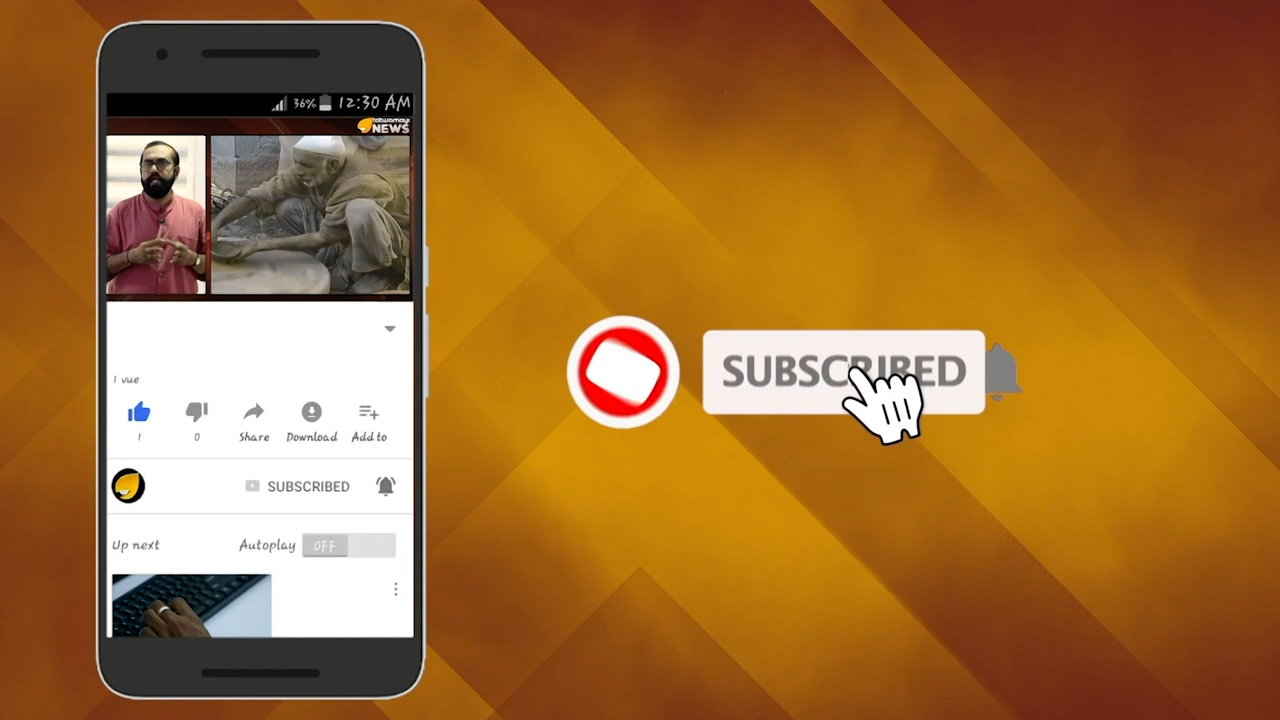 36% 12:30 AM
tatwamayi
NEWS
1 vue
1
0
Share
Download
Add to
SUBSCRIBED
Up next
Autoplay
OFF
SUBSCRIBED